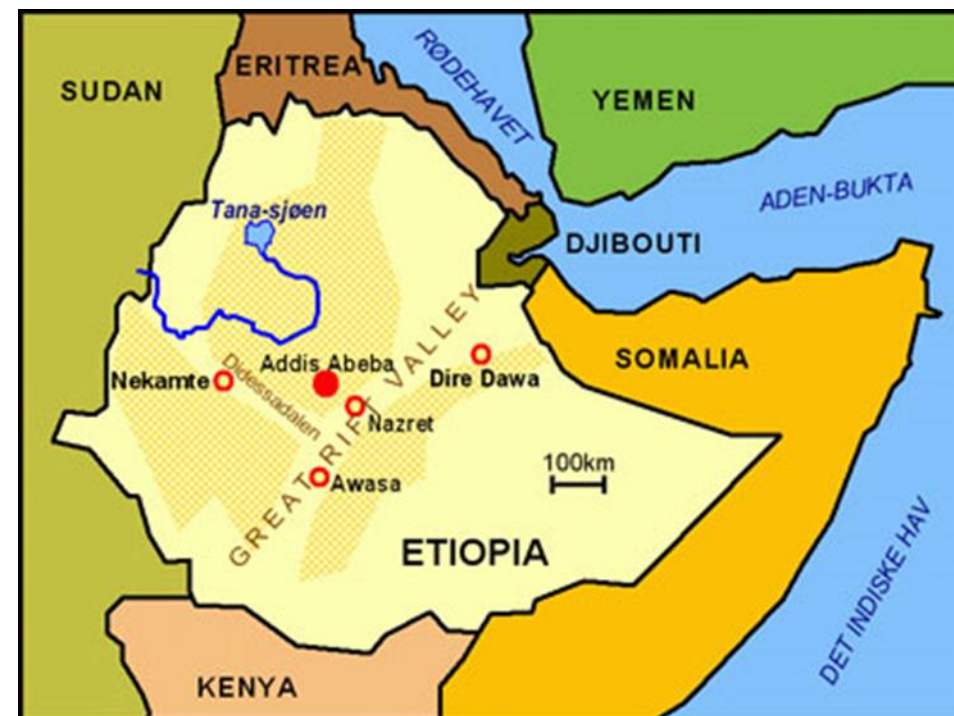 SUDAN
ERITREA
RØDEHAVET
YEMEN
ADEN-BUKTA
Tana-sjøen
DJIBOUTI
GREAT RIFT VALLEY
Addis Abeba
Didessadalen
Nekamte
Dire Dawa
SOMALIA
Nazret
Awasa
100km
ETIOPIA
DET INDISKE HAV
KENYA